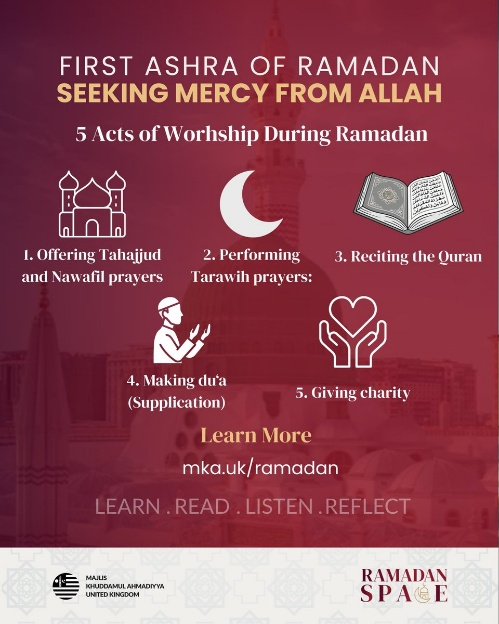 FIRST ASHRA OF RAMADAN
SEEKING MERCY FROM ALLAH
5 Acts of Worhship During Ramadan
1. Offering Tahajjud
and Nawafil prayers
2. Performing
Tarawih prayers:
3. Reciting the Quran
4. Making du'a
(Supplication)
5. Giving charity
Learn More
mka.uk/ramadan
LEARN . READ . LISTEN . REFLECT
MAJLIS
KHUDDAMUL AHMADIYYA
UNITED KINGDOM
RAMADAN
SPACE